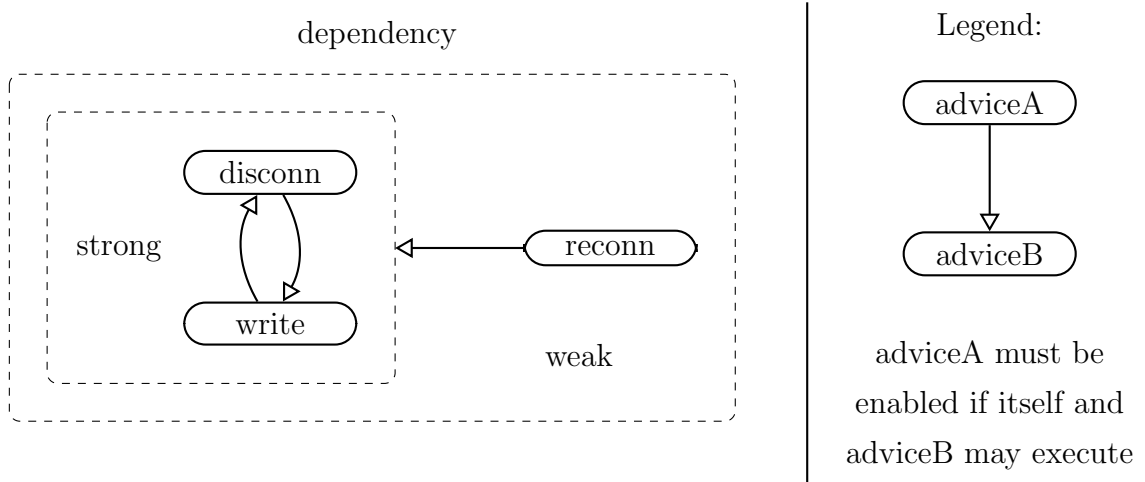 dependency
strong
disconn
write
reconn
weak
Legend:
adviceA
adviceB
adviceA must be
enabled if itself and
adviceB may execute